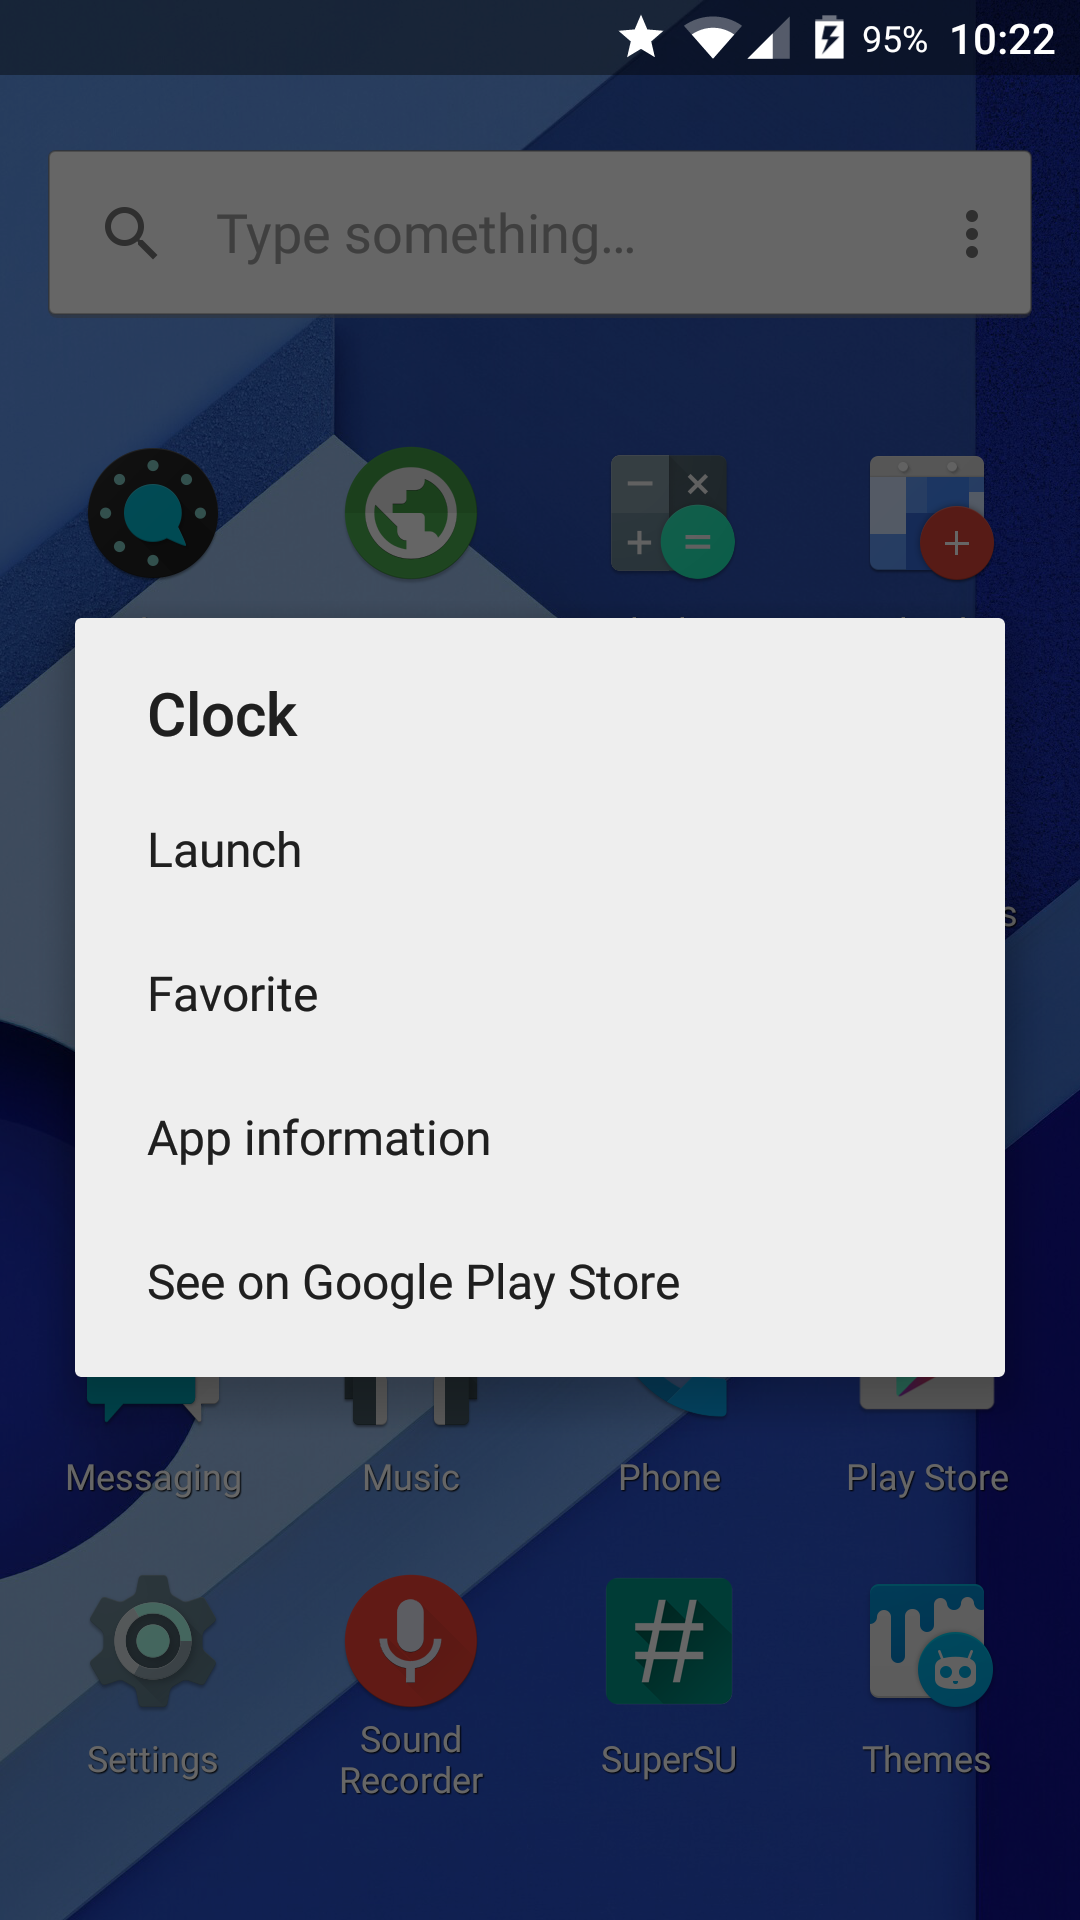 95% 10:22
Type something...
Clock
Launch
Favorite
App information
See on Google Play Store
Messaging Music Phone Play Store
Settings Sound Recorder SuperSU Themes